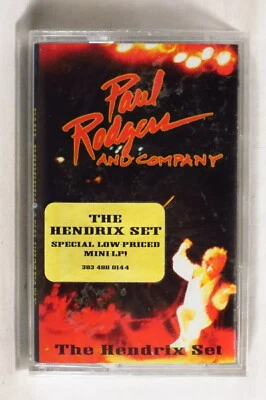 Paul
Rodgers
AND COMPANY
THE
HENDRIX SET
SPECIAL LOW PRICED
MINI LP!
383 480 014-4
The Hendrix Set